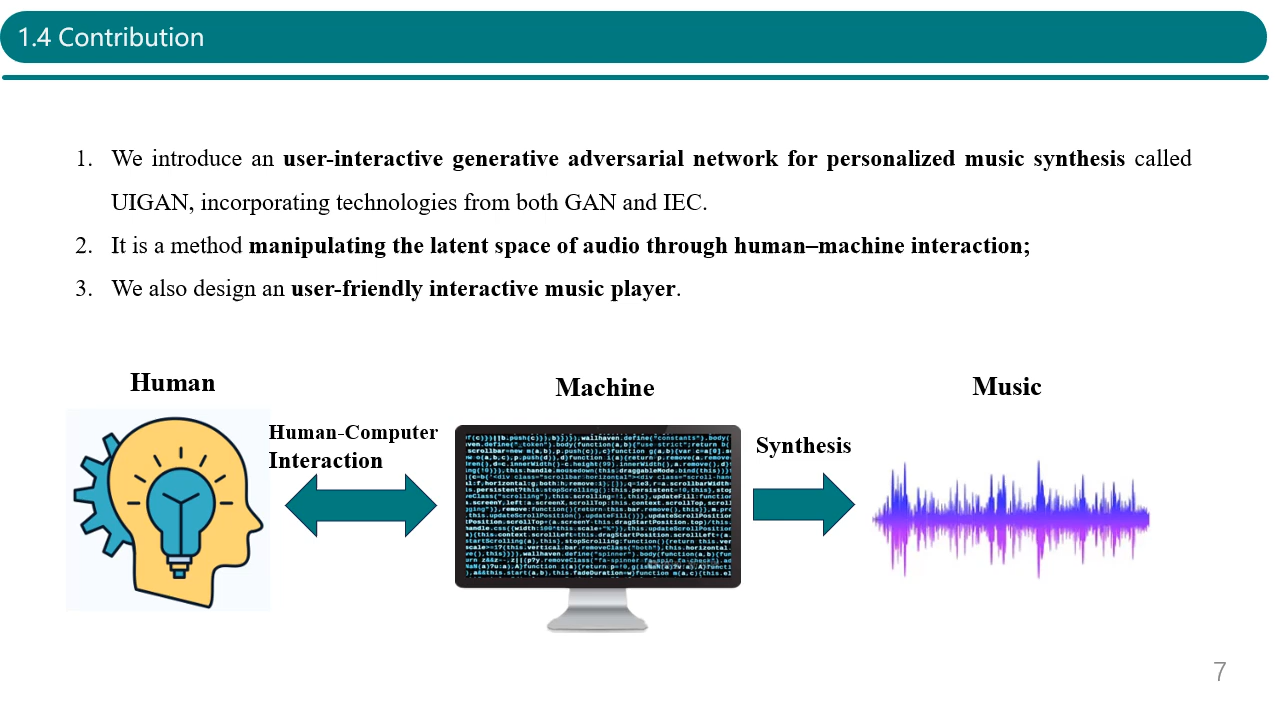 1.4 Contribution
1. We introduce an user-interactive generative adversarial network for personalized music synthesis called
UIGAN, incorporating technologies from both GAN and IEC.
2. It is a method manipulating the latent space of audio through human–machine interaction;
3. We also design an user-friendly interactive music player.
Human
Machine
Music
Human-Computer
Interaction
Synthesis
7